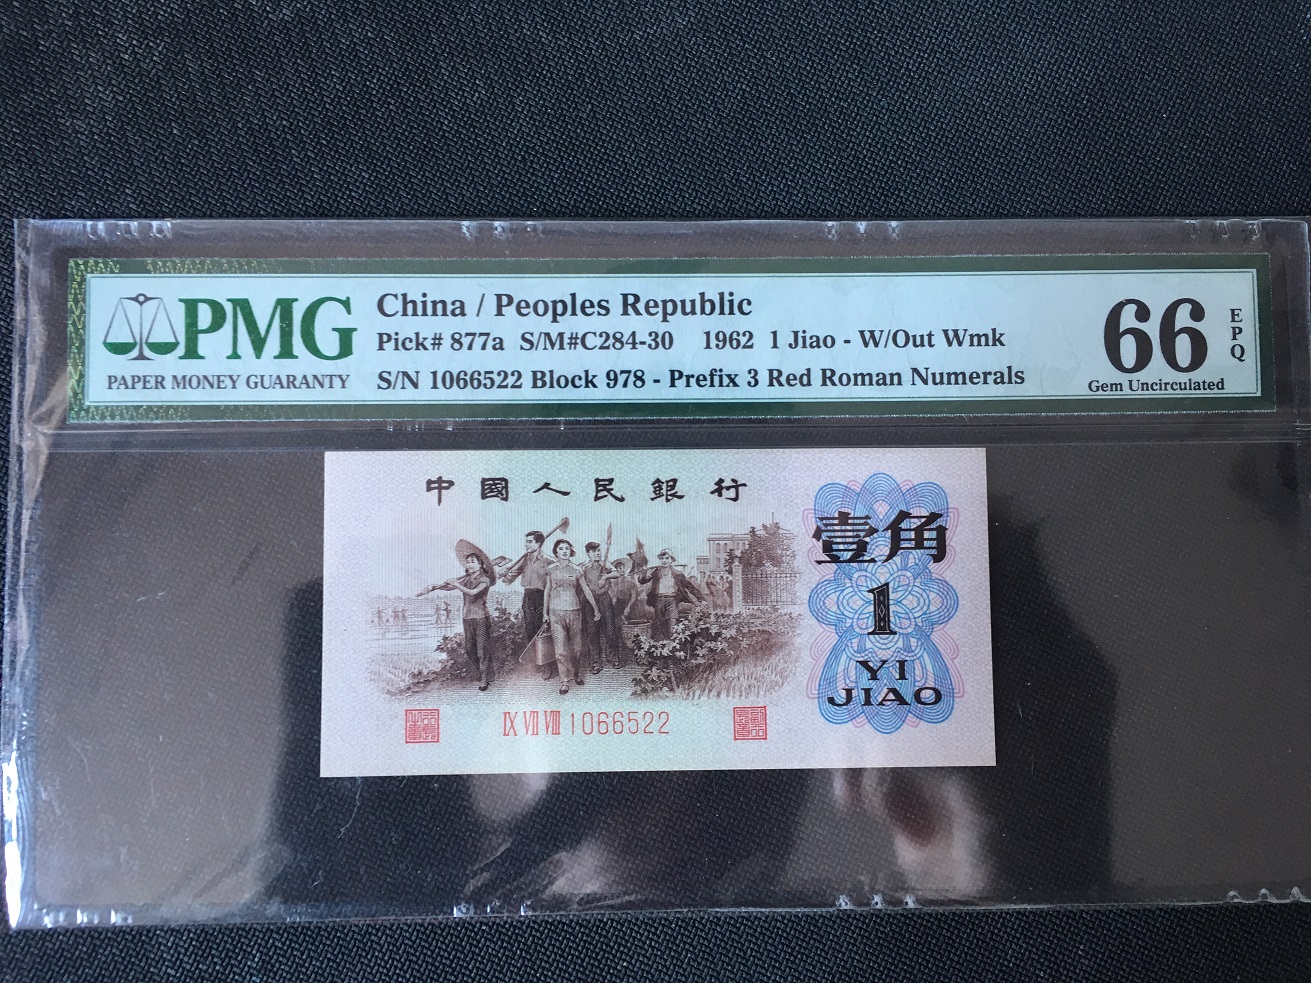 PMG
PAPER MONEY GUARANTY
China / Peoples Republic
Pick# 877a S/M#C284-30 1962 1 Jiao - W/Out Wmk
S/N 1066522 Block 978 - Prefix 3 Red Roman Numerals
66
EPQ
Gem Uncirculated
中國人民銀行
壹角
1
YI
JIAO
IX VII VIII 1066522